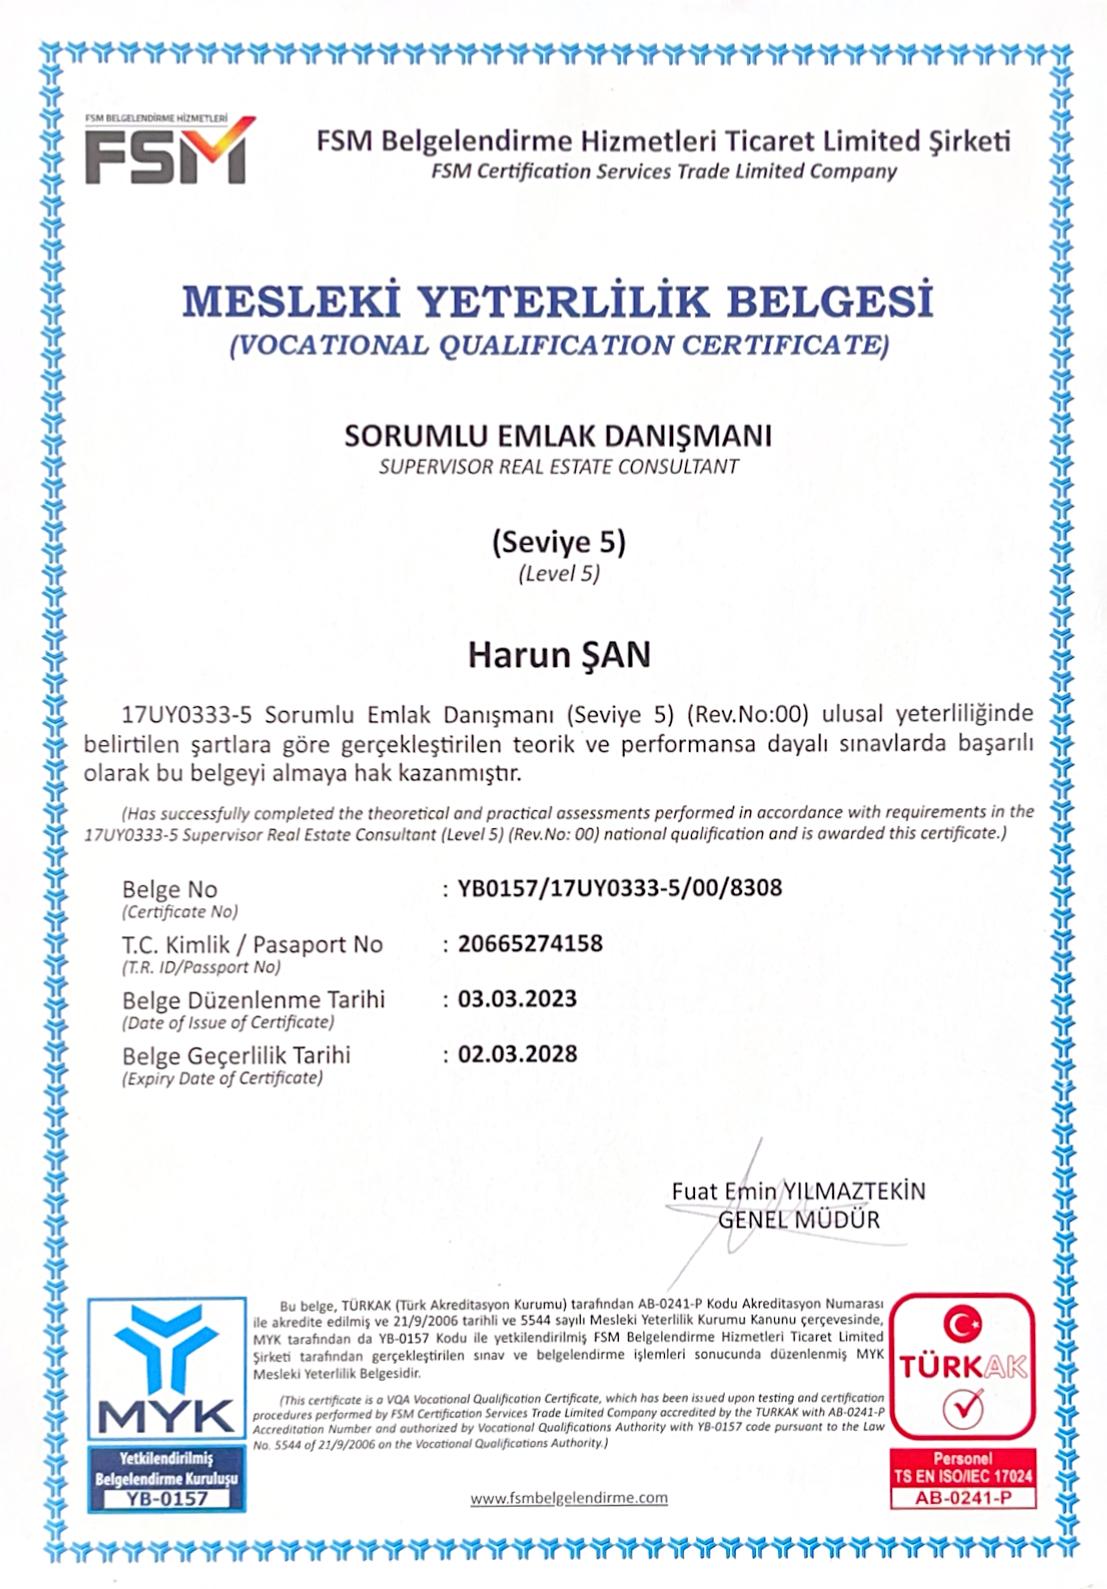 FSM BELGELENDİRME HİZMETLERİ
FSM
FSM Belgelendirme Hizmetleri Ticaret Limited Şirketi
FSM Certification Services Trade Limited Company
MESLEKİ YETERLİLİK BELGESİ
(VOCATIONAL QUALIFICATION CERTIFICATE)
SORUMLU EMLAK DANIŞMANI
SUPERVISOR REAL ESTATE CONSULTANT
(Seviye 5)
(Level 5)
Harun ŞAN
17UY0333-5 Sorumlu Emlak Danışmanı (Seviye 5) (Rev.No:00) ulusal yeterliliğinde
belirtilen şartlara göre gerçekleştirilen teorik ve performansa dayalı sınavlarda başarılı
olarak bu belgeyi almaya hak kazanmıştır.
(Has successfully completed the theoretical and practical assessments performed in accordance with requirements in the
17UY0333-5 Supervisor Real Estate Consultant (Level 5) (Rev.No: 00) national qualification and is awarded this certificate.)
Belge No : YB0157/17UY0333-5/00/8308
(Certificate No)
T.C. Kimlik / Pasaport No : 20665274158
(T.R. ID/Passport No)
Belge Düzenlenme Tarihi : 03.03.2023
(Date of Issue of Certificate)
Belge Geçerlilik Tarihi : 02.03.2028
(Expiry Date of Certificate)
Fuat Emin YILMAZTEKİN
GENEL MÜDÜR
Bu belge, TÜRKAK (Türk Akreditasyon Kurumu) tarafından AB-0241-P Kodu Akreditasyon Numarası
ile akredite edilmiş ve 21/9/2006 tarihli ve 5544 sayılı Mesleki Yeterlilik Kurumu Kanunu çerçevesinde,
MYK tarafından da YB-0157 Kodu ile yetkilendirilmiş FSM Belgelendirme Hizmetleri Ticaret Limited
Şirketi tarafından gerçekleştirilen sınav ve belgelendirme işlemleri sonucunda düzenlenmiş MYK
Mesleki Yeterlilik Belgesidir.
(This certificate is a VQA Vocational Qualification Certificate, which has been issued upon testing and certification
procedures performed by FSM Certification Services Trade Limited Company accredited by the TURKAK with AB-0241-P
Accreditation Number and authorized by Vocational Qualifications Authority with YB-0157 code pursuant to the Law
No. 5544 of 21/9/2006 on the Vocational Qualifications Authority.)
MYK
Yetkilendirilmiş
Belgelendirme Kuruluşu
YB-0157
www.fsmbelgelendirme.com
TÜRKAK
Personel
TS EN ISO/IEC 17024
AB-0241-P